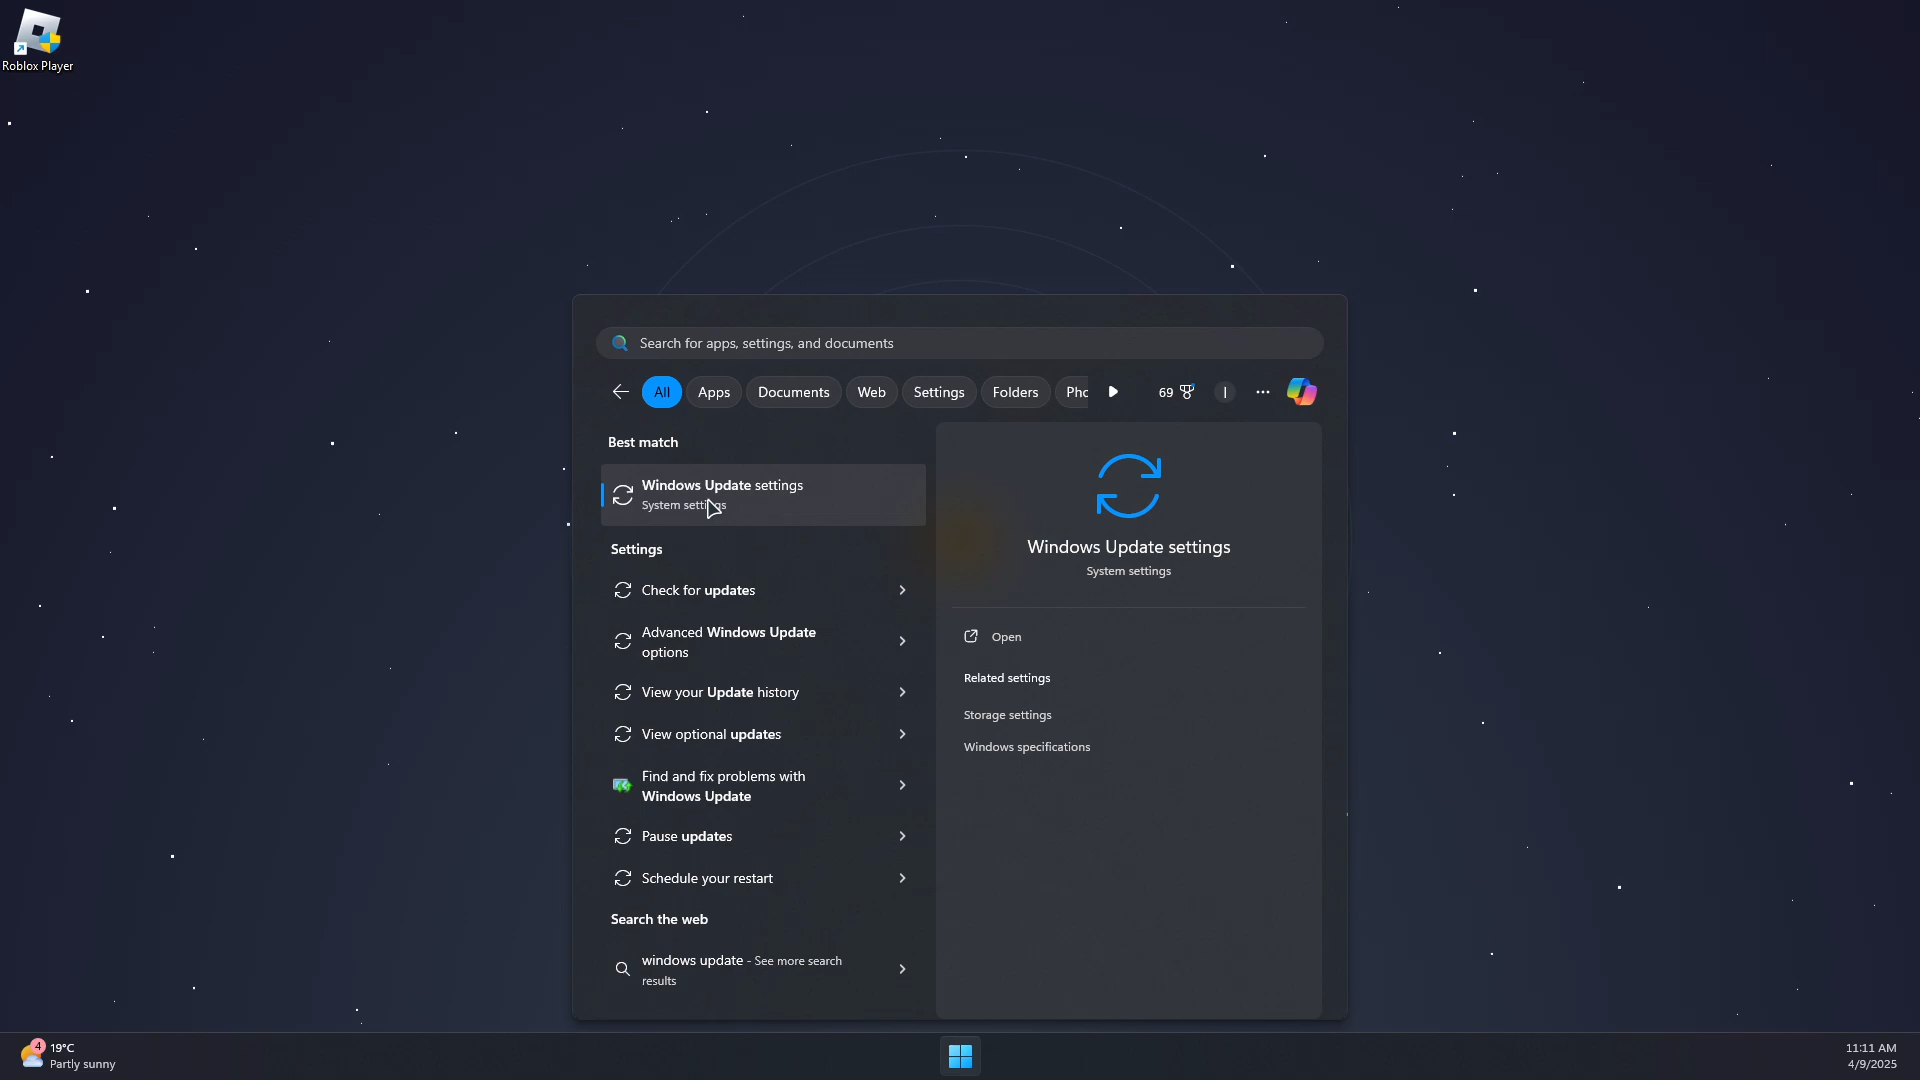 Roblox Player
Search for apps, settings, and documents
All Apps Documents Web Settings Folders Pho 69 I ...
Best match
Windows Update settings
System settings
Settings
Check for updates
Advanced Windows Update
options
View your Update history
View optional updates
Find and fix problems with
Windows Update
Pause updates
Schedule your restart
Search the web
windows update - See more search
results
Windows Update settings
System settings
Open
Related settings
Storage settings
Windows specifications
4
19°C
Partly sunny
11:11 AM
4/9/2025